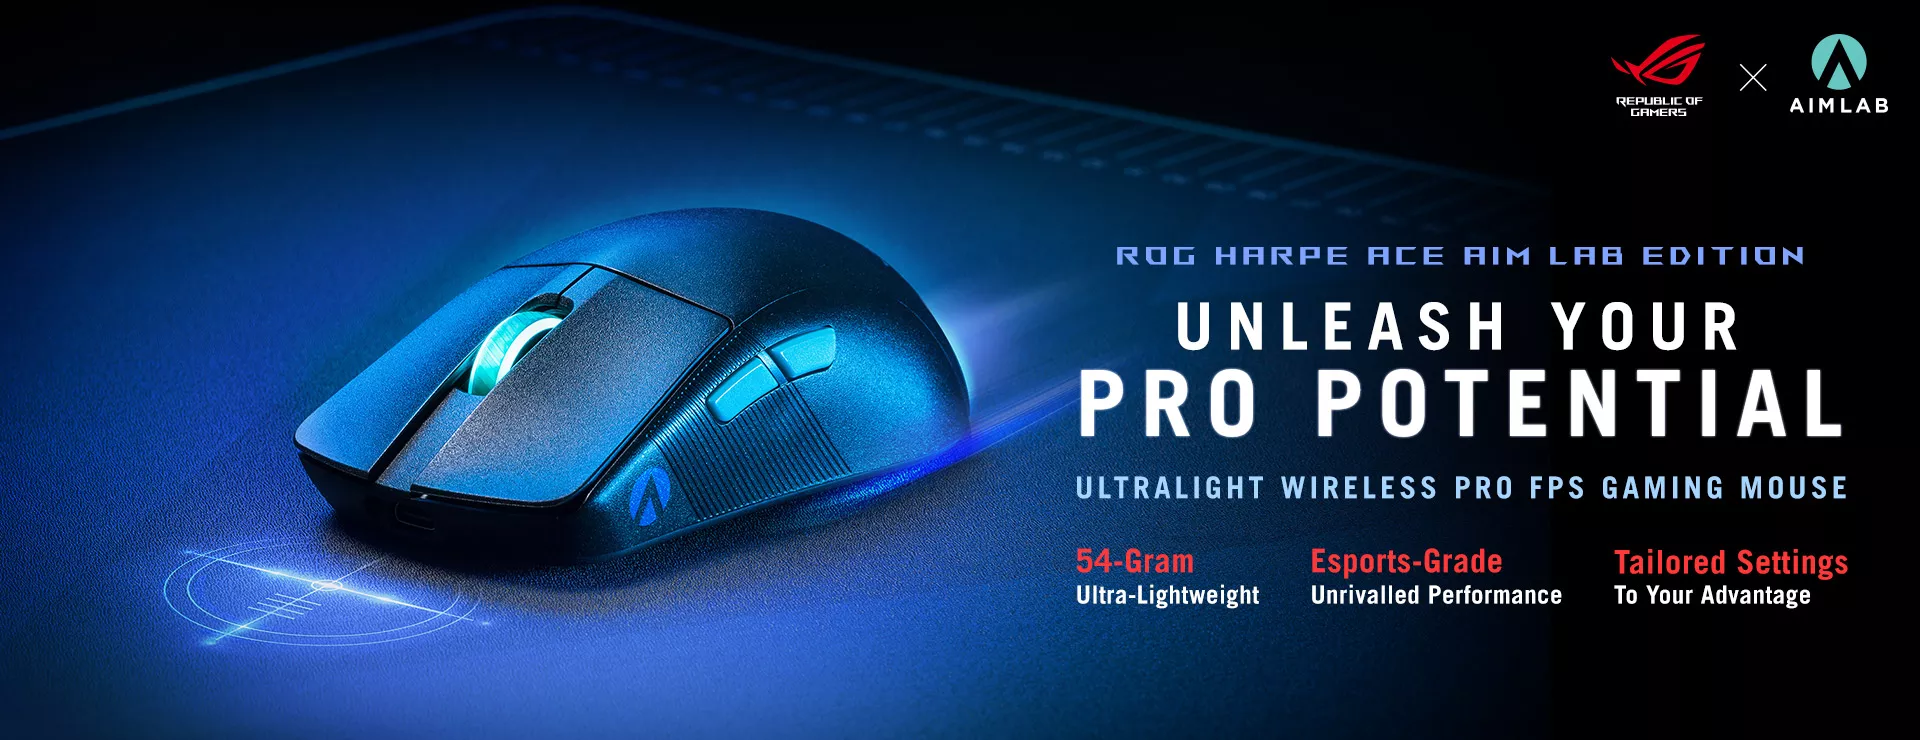 REPUBLIC OF
GAMERS
AIMLAB
ROG HARPE ACE AIM LAB EDITION
UNLEASH YOUR
PRO POTENTIAL
ULTRALIGHT WIRELESS PRO FPS GAMING MOUSE
54-Gram
Ultra-Lightweight
Esports-Grade
Unrivalled Performance
Tailored Settings
To Your Advantage